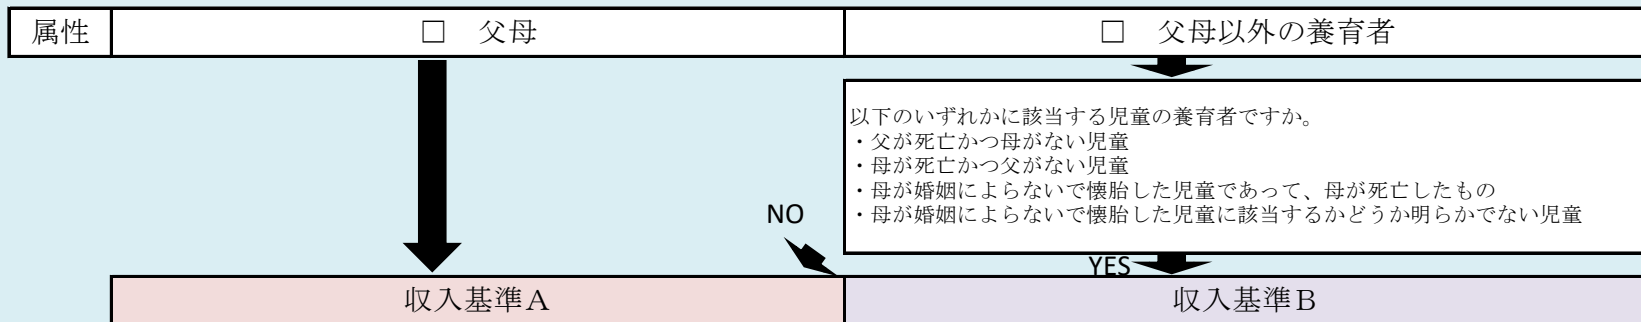 属性
□ 父母
□ 父母以外の養育者
以下のいずれかに該当する児童の養育者ですか。
・父が死亡かつ母がない児童
・母が死亡かつ父がない児童
・母が婚姻によらないで懐胎した児童であって、母が死亡したもの
・母が婚姻によらないで懐胎した児童に該当するかどうか明らかでない児童
NO
YES
収入基準A
収入基準B